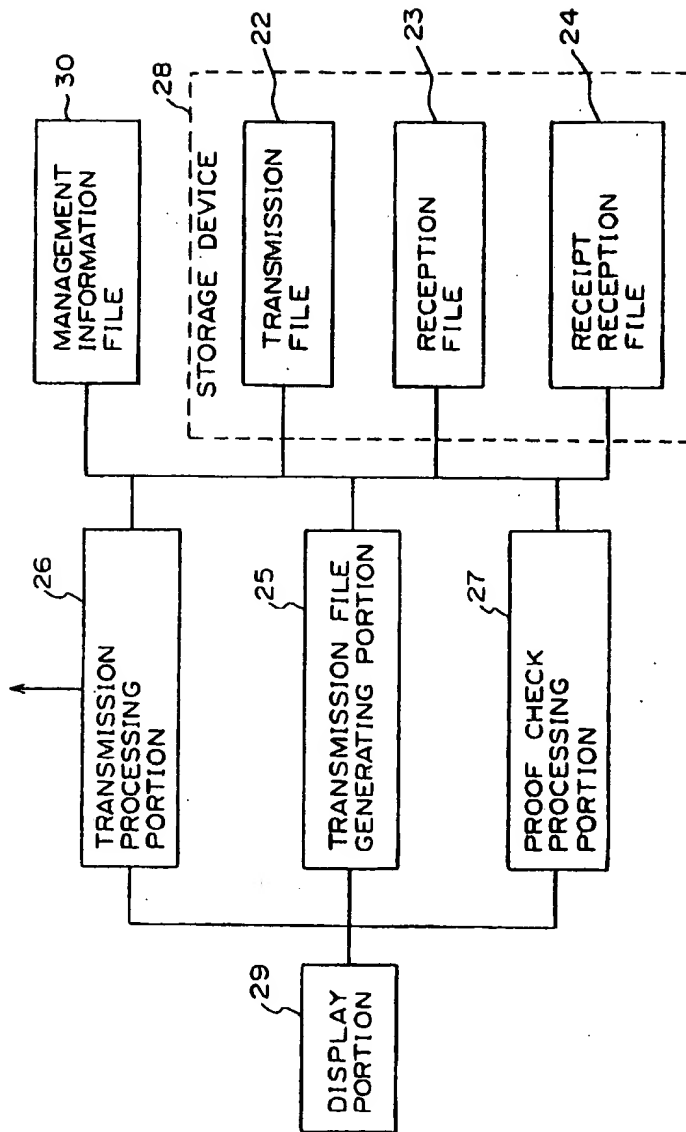 30
MANAGEMENT
INFORMATION
FILE
28
STORAGE DEVICE
22
TRANSMISSION
FILE
23
RECEPTION
FILE
24
RECEIPT
RECEPTION
FILE
26
TRANSMISSION
PROCESSING
PORTION
25
TRANSMISSION FILE
GENERATING PORTION
27
PROOF CHECK
PROCESSING
PORTION
29
DISPLAY
PORTION